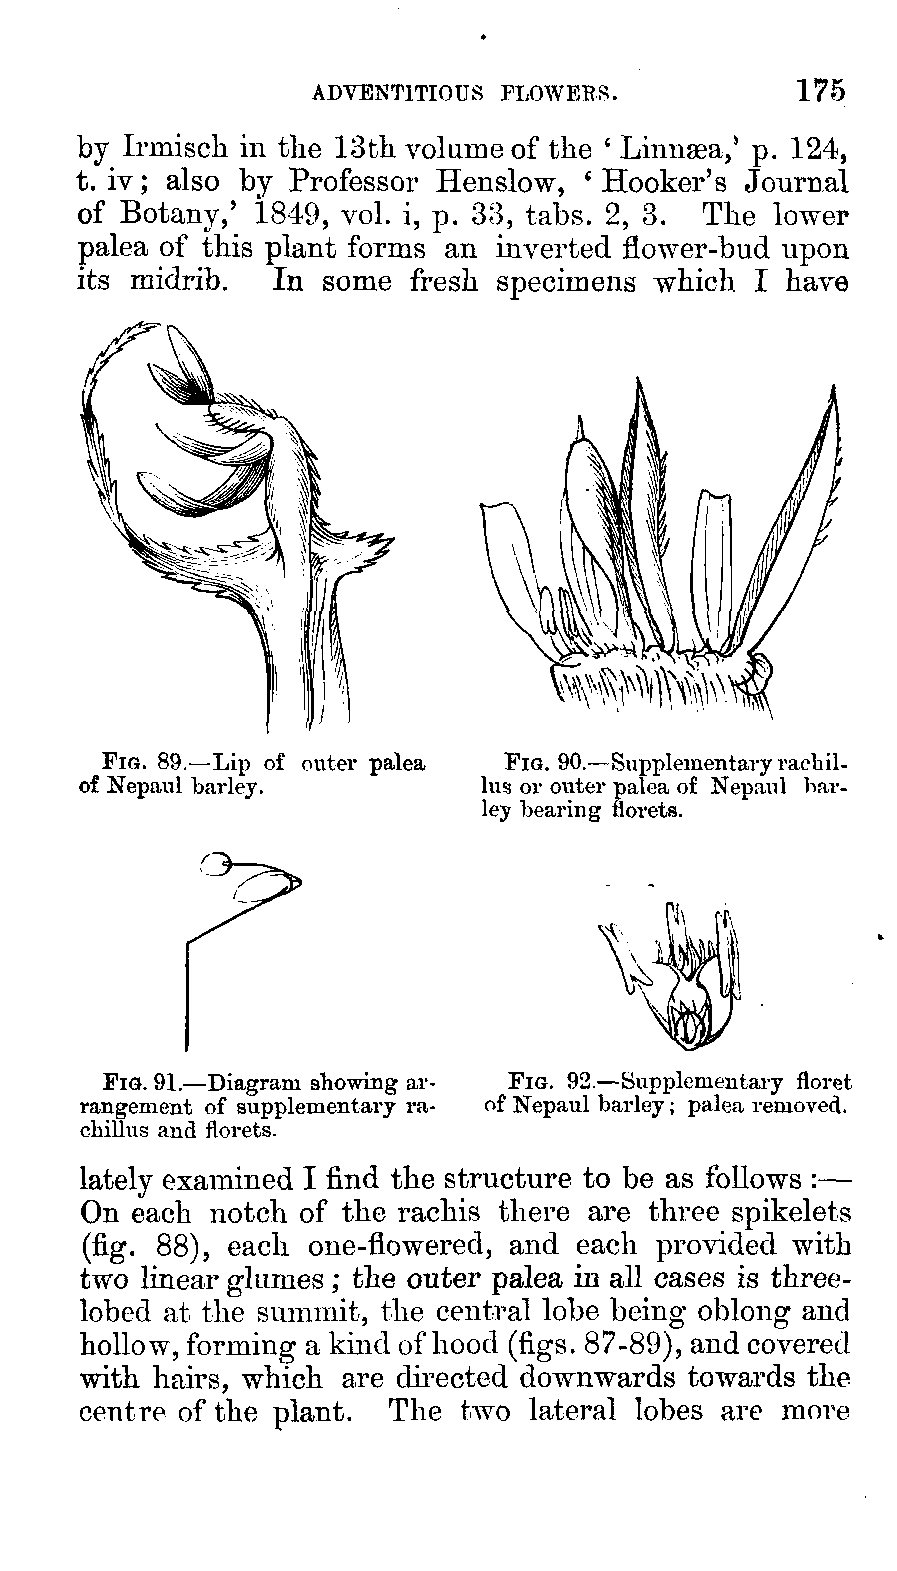 ADVENTITIOUS FLOWERS. 175
by Irmisch in the 13th volume of the ‘ Linnæa,’ p. 124,
t. iv; also by Professor Henslow, ‘ Hooker’s Journal
of Botany,’ 1849, vol. i, p. 33, tabs. 2, 3. The lower
palea of this plant forms an inverted flower-bud upon
its midrib. In some fresh specimens which I have
FIG. 89.—Lip of outer palea
of Nepaul barley.
FIG. 90.—Supplementary rachil-
lus or outer palea of Nepaul bar-
ley bearing florets.
FIG. 91.—Diagram showing ar-
rangement of supplementary ra-
chillus and florets.
FIG. 92.—Supplementary floret
of Nepaul barley; palea removed.
lately examined I find the structure to be as follows :—
On each notch of the rachis there are three spikelets
(fig. 88), each one-flowered, and each provided with
two linear glumes; the outer palea in all cases is three-
lobed at the summit, the central lobe being oblong and
hollow, forming a kind of hood (figs. 87-89), and covered
with hairs, which are directed downwards towards the
centre of the plant. The two lateral lobes are more